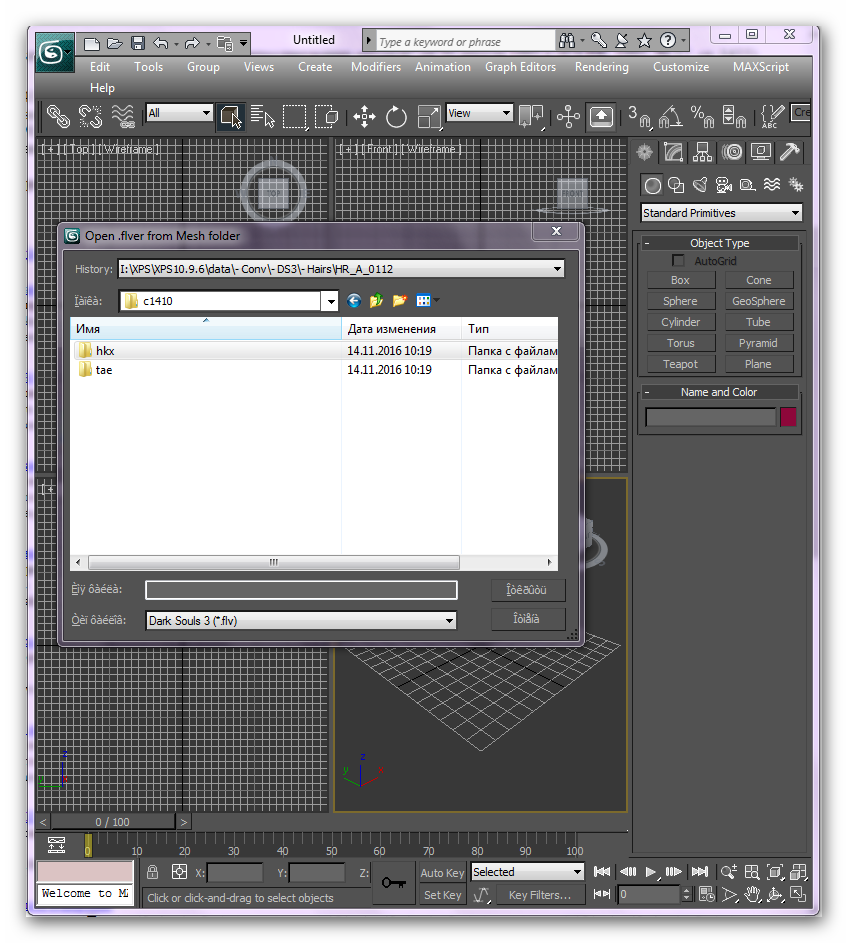 Untitled
Type a keyword or phrase
Edit Tools Group Views Create Modifiers Animation Graph Editors Rendering Customize MAXScript
Help
All
View
3
ABC
Cre
[ + ] [ Top ] [ Wireframe ]
[ + ] [ Front ] [ Wireframe ]
TOP
FRONT
Standard Primitives
- Object Type
AutoGrid
Box Cone
Sphere GeoSphere
Cylinder Tube
Torus Pyramid
Teapot Plane
- Name and Color
Open .flver from Mesh folder
History: I:\XPS\XPS10.9.6\data\- Conv\- DS3\- Hairs\HR_A_0112
Ïàïêà: c1410
Имя Дата изменения Тип
hkx 14.11.2016 10:19 Папка с файлам
tae 14.11.2016 10:19 Папка с файлам
Èìÿ ôàéëà: Îòêðûòü
Òèï ôàéëîâ: Dark Souls 3 (*.flv) Îòìåíà
[ +
z
y
z
x
y
< 0 / 100 >
0 10 20 30 40 50 60 70 80 90 100
X: Y: Z: Auto Key Selected
Welcome to M
Click or click-and-drag to select objects
Set Key Key Filters... 0